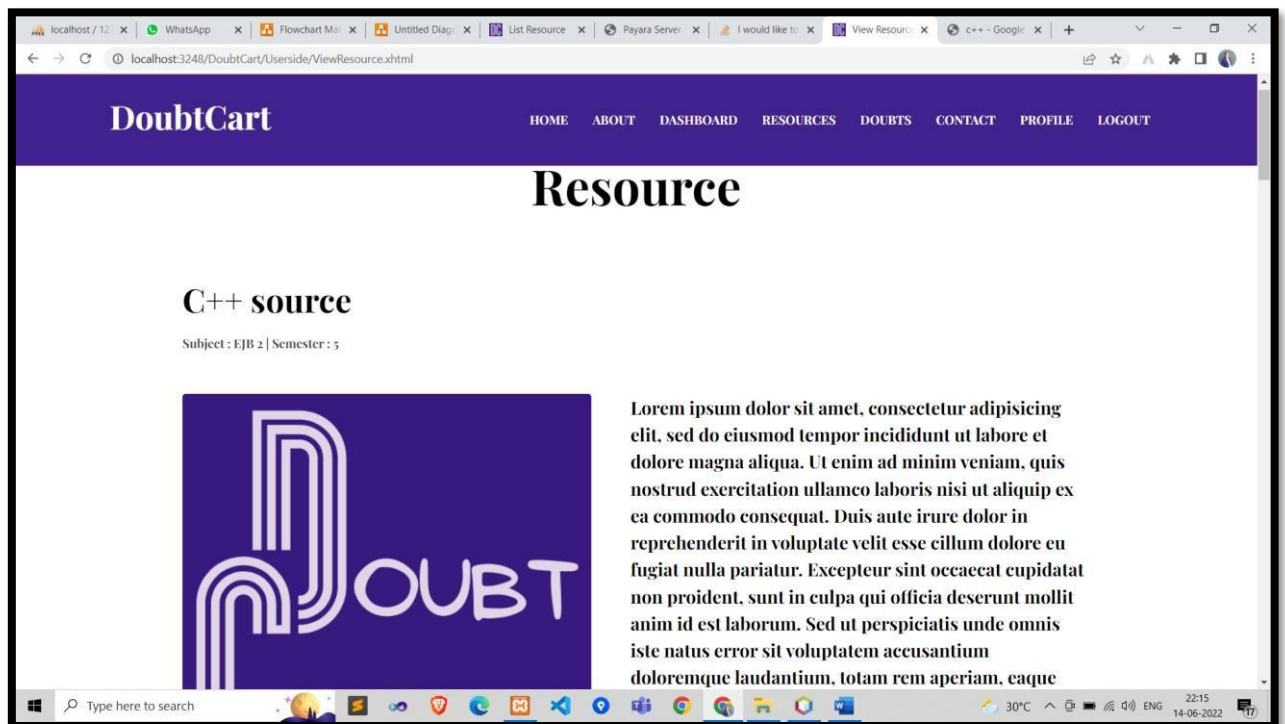 localhost / 12
WhatsApp
Flowchart Mak
Untitled Diagr
List Resource
Payara Server
I would like to
View Resource
c++ - Google
localhost:3248/DoubtCart/Userside/ViewResource.xhtml
DoubtCart
HOME ABOUT DASHBOARD RESOURCES DOUBTS CONTACT PROFILE LOGOUT
Resource
C++ source
Subject : EJB 2 | Semester : 5
DOUBT
Lorem ipsum dolor sit amet, consectetur adipisicing
elit, sed do eiusmod tempor incididunt ut labore et
dolore magna aliqua. Ut enim ad minim veniam, quis
nostrud exercitation ullamco laboris nisi ut aliquip ex
ea commodo consequat. Duis aute irure dolor in
reprehenderit in voluptate velit esse cillum dolore eu
fugiat nulla pariatur. Excepteur sint occaecat cupidatat
non proident, sunt in culpa qui officia deserunt mollit
anim id est laborum. Sed ut perspiciatis unde omnis
iste natus error sit voluptatem accusantium
doloremque laudantium, totam rem aperiam, eaque
Type here to search
30°C
ENG
22:15
14-06-2022
17